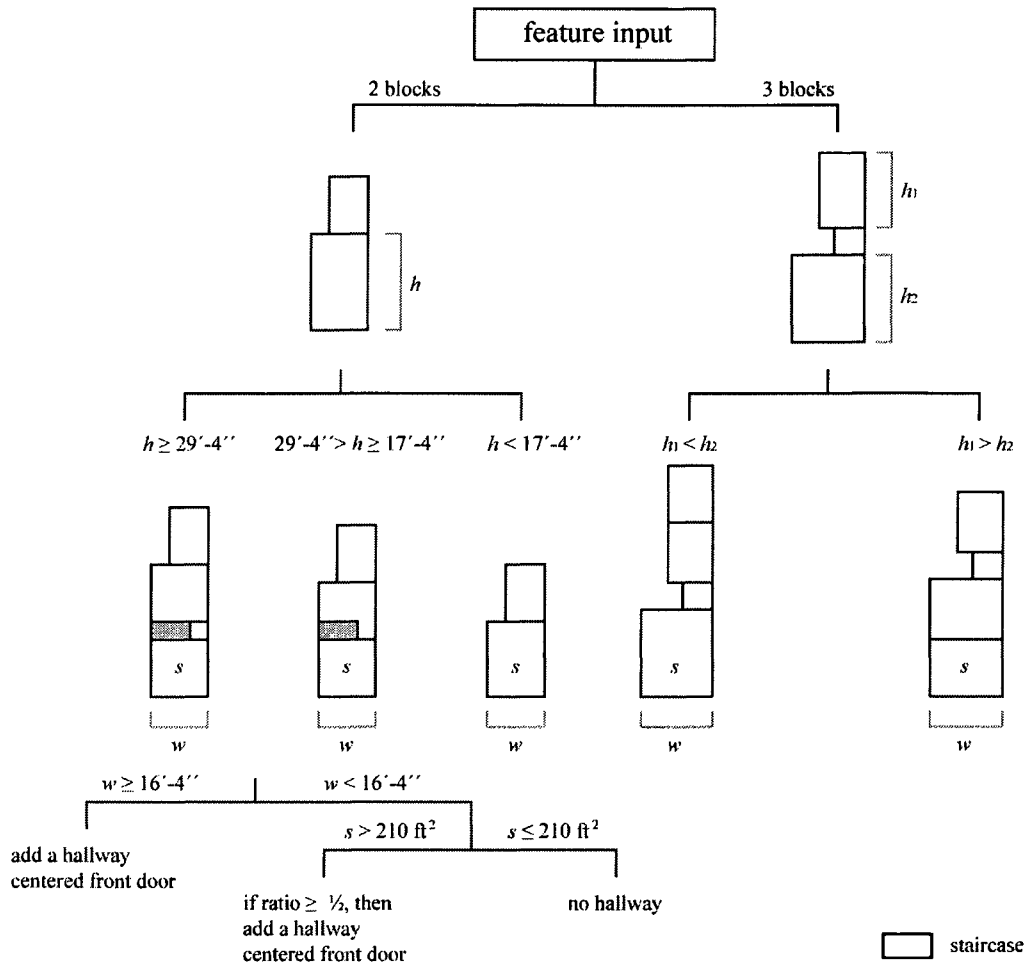 feature input
2 blocks
3 blocks
h
h1
h2
h ≥ 29´-4´´
29´-4´´> h ≥ 17´-4´´
h < 17´-4´´
h1 < h2
h1 > h2
s
s
s
s
s
w
w
w
w
w
w ≥ 16´-4´´
w < 16´-4´´
s > 210 ft²
s ≤ 210 ft²
add a hallway
centered front door
if ratio ≥ ½, then
add a hallway
centered front door
no hallway
staircase